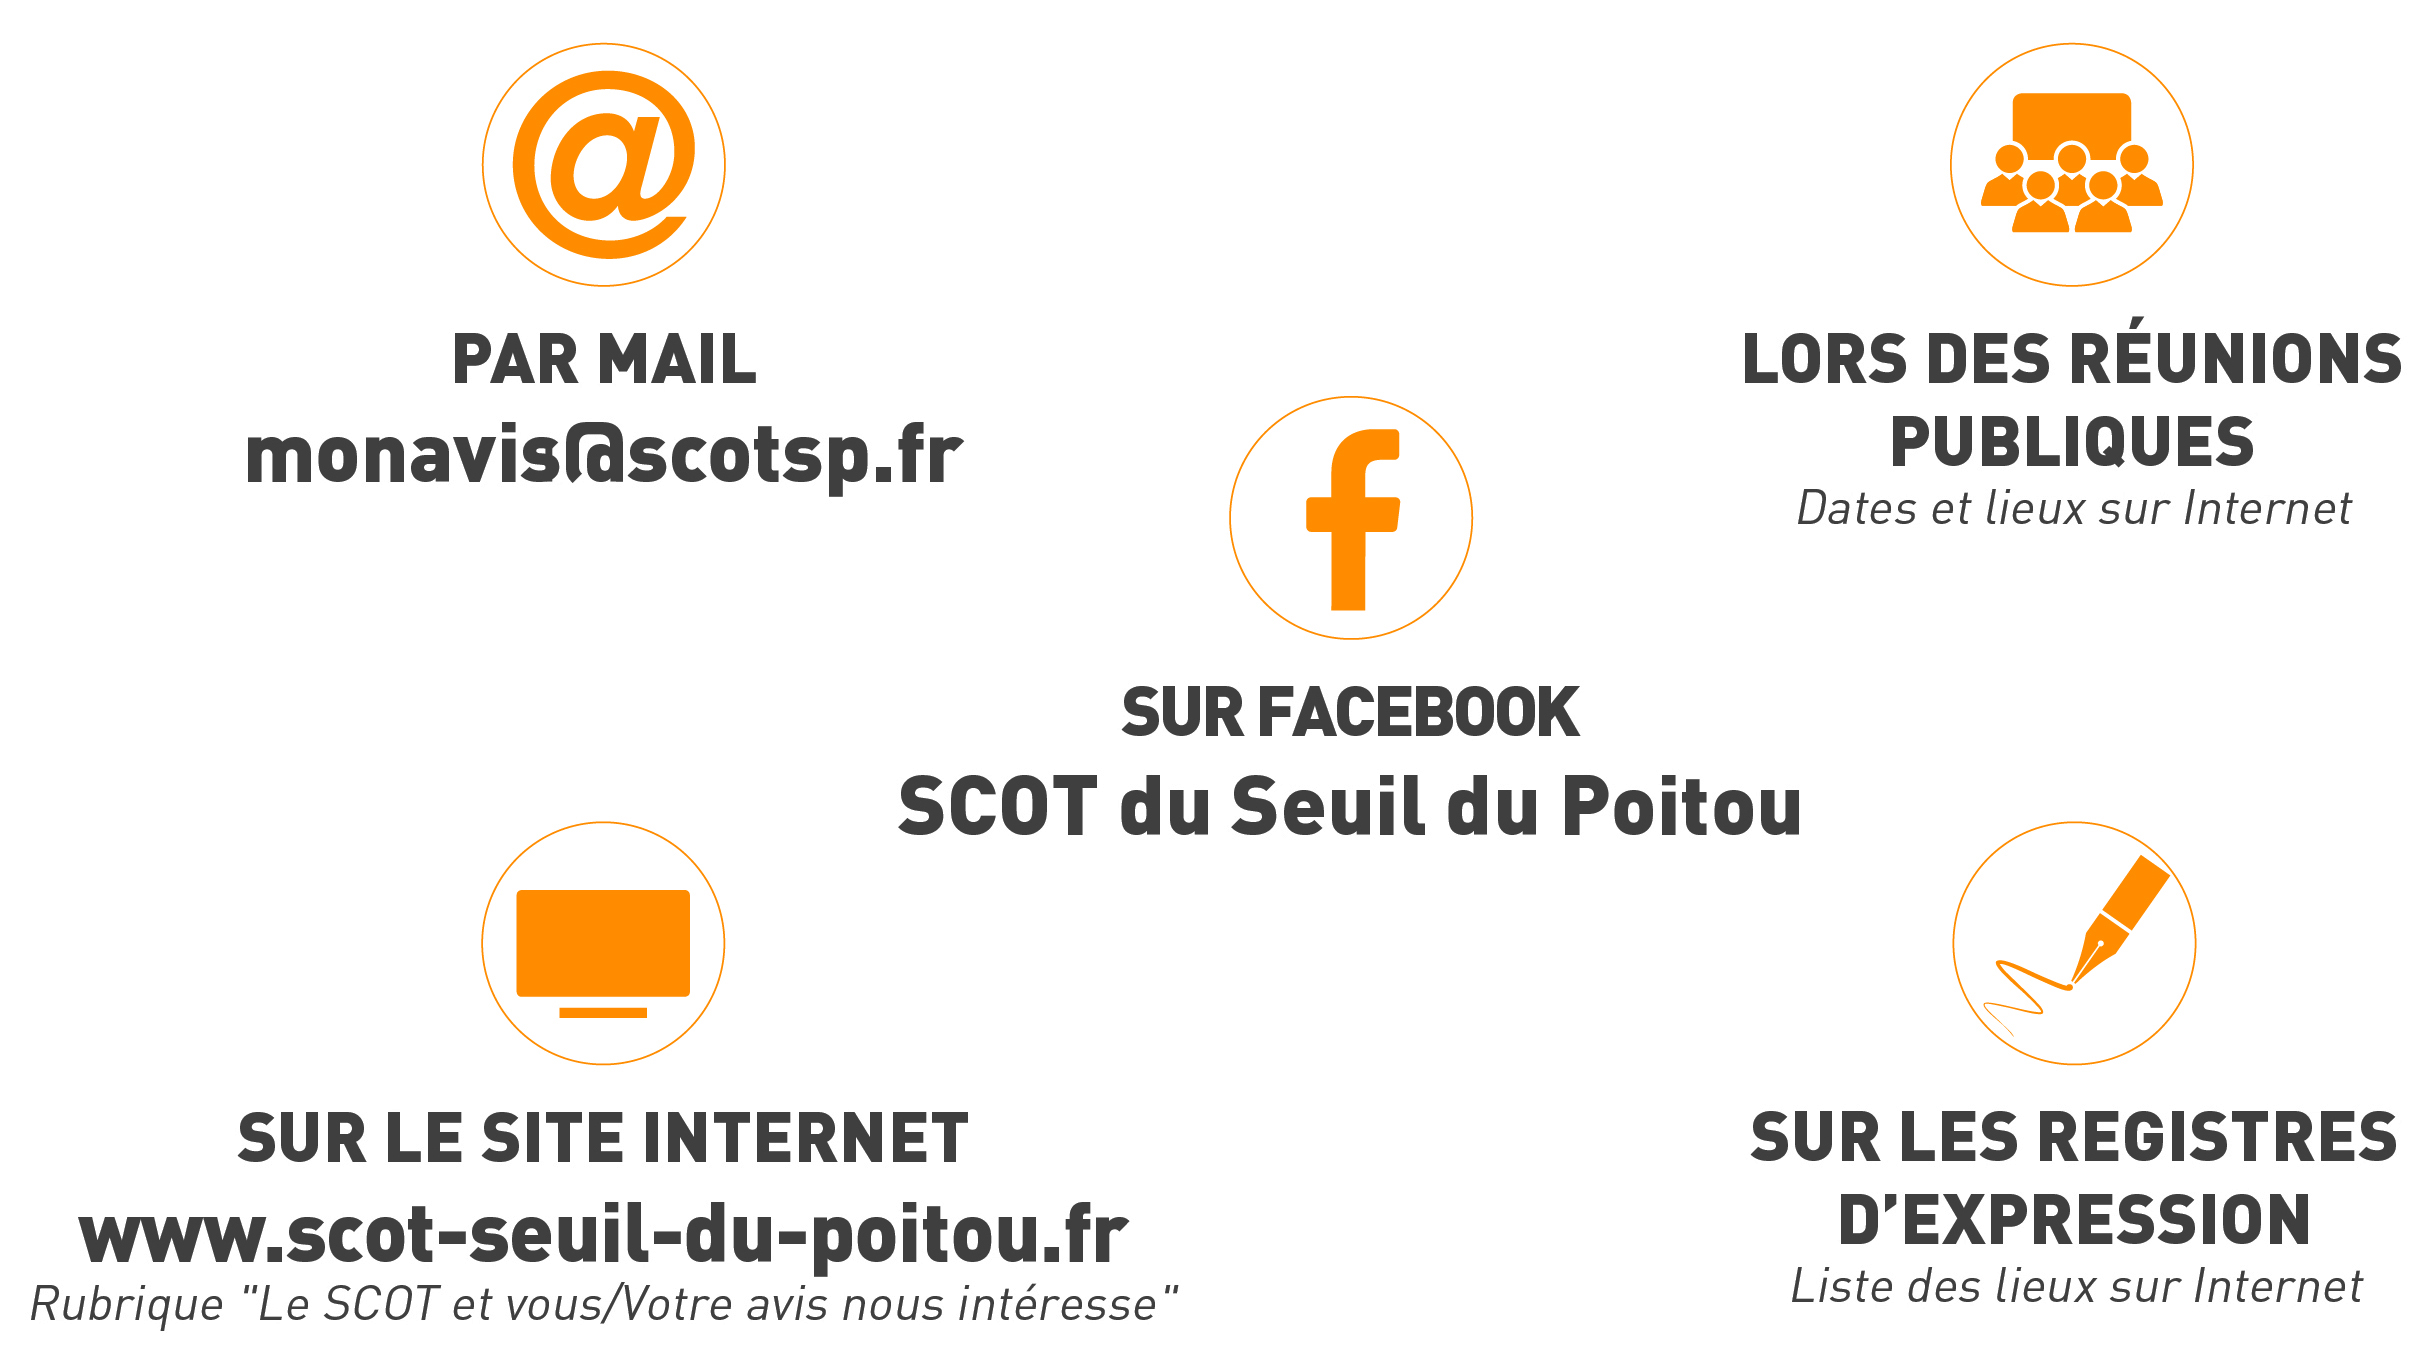 PAR MAIL
monavis@scotsp.fr
LORS DES RÉUNIONS
PUBLIQUES
Dates et lieux sur Internet
SUR FACEBOOK
SCOT du Seuil du Poitou
SUR LE SITE INTERNET
www.scot-seuil-du-poitou.fr
Rubrique "Le SCOT et vous/Votre avis nous intéresse"
SUR LES REGISTRES
D’EXPRESSION
Liste des lieux sur Internet